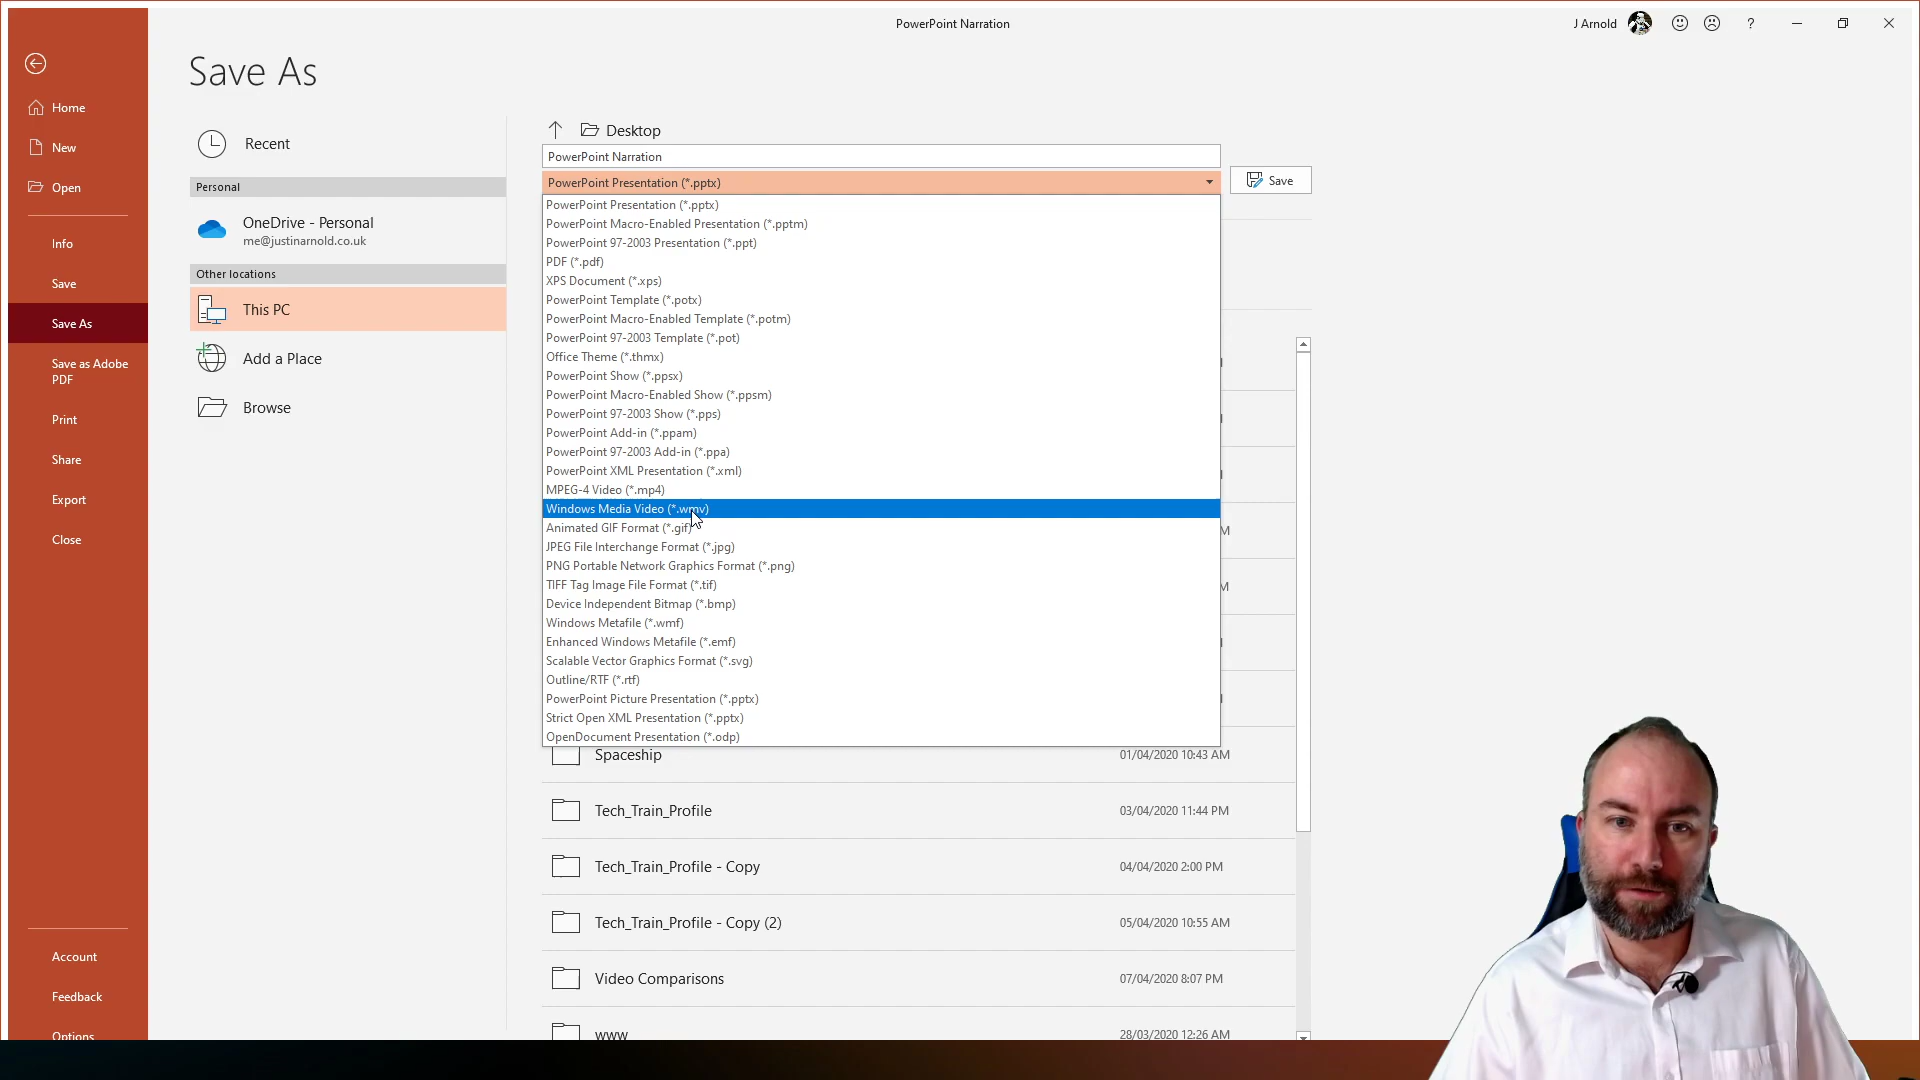 PowerPoint Narration
J Arnold
?
Save As
Home
New
Open
Info
Save
Save As
Save as Adobe
PDF
Print
Share
Export
Close
Account
Feedback
Options
Recent
Personal
OneDrive - Personal
me@justinarnold.co.uk
Other locations
This PC
Add a Place
Browse
Desktop
PowerPoint Narration
PowerPoint Presentation (*.pptx)
Save
PowerPoint Presentation (*.pptx)
PowerPoint Macro-Enabled Presentation (*.pptm)
PowerPoint 97-2003 Presentation (*.ppt)
PDF (*.pdf)
XPS Document (*.xps)
PowerPoint Template (*.potx)
PowerPoint Macro-Enabled Template (*.potm)
PowerPoint 97-2003 Template (*.pot)
Office Theme (*.thmx)
PowerPoint Show (*.ppsx)
PowerPoint Macro-Enabled Show (*.ppsm)
PowerPoint 97-2003 Show (*.pps)
PowerPoint Add-in (*.ppam)
PowerPoint 97-2003 Add-in (*.ppa)
PowerPoint XML Presentation (*.xml)
MPEG-4 Video (*.mp4)
Windows Media Video (*.wmv)
Animated GIF Format (*.gif)
JPEG File Interchange Format (*.jpg)
PNG Portable Network Graphics Format (*.png)
TIFF Tag Image File Format (*.tif)
Device Independent Bitmap (*.bmp)
Windows Metafile (*.wmf)
Enhanced Windows Metafile (*.emf)
Scalable Vector Graphics Format (*.svg)
Outline/RTF (*.rtf)
PowerPoint Picture Presentation (*.pptx)
Strict Open XML Presentation (*.pptx)
OpenDocument Presentation (*.odp)
Spaceship 01/04/2020 10:43 AM
Tech_Train_Profile 03/04/2020 11:44 PM
Tech_Train_Profile - Copy 04/04/2020 2:00 PM
Tech_Train_Profile - Copy (2) 05/04/2020 10:55 AM
Video Comparisons 07/04/2020 8:07 PM
www 28/03/2020 12:26 AM